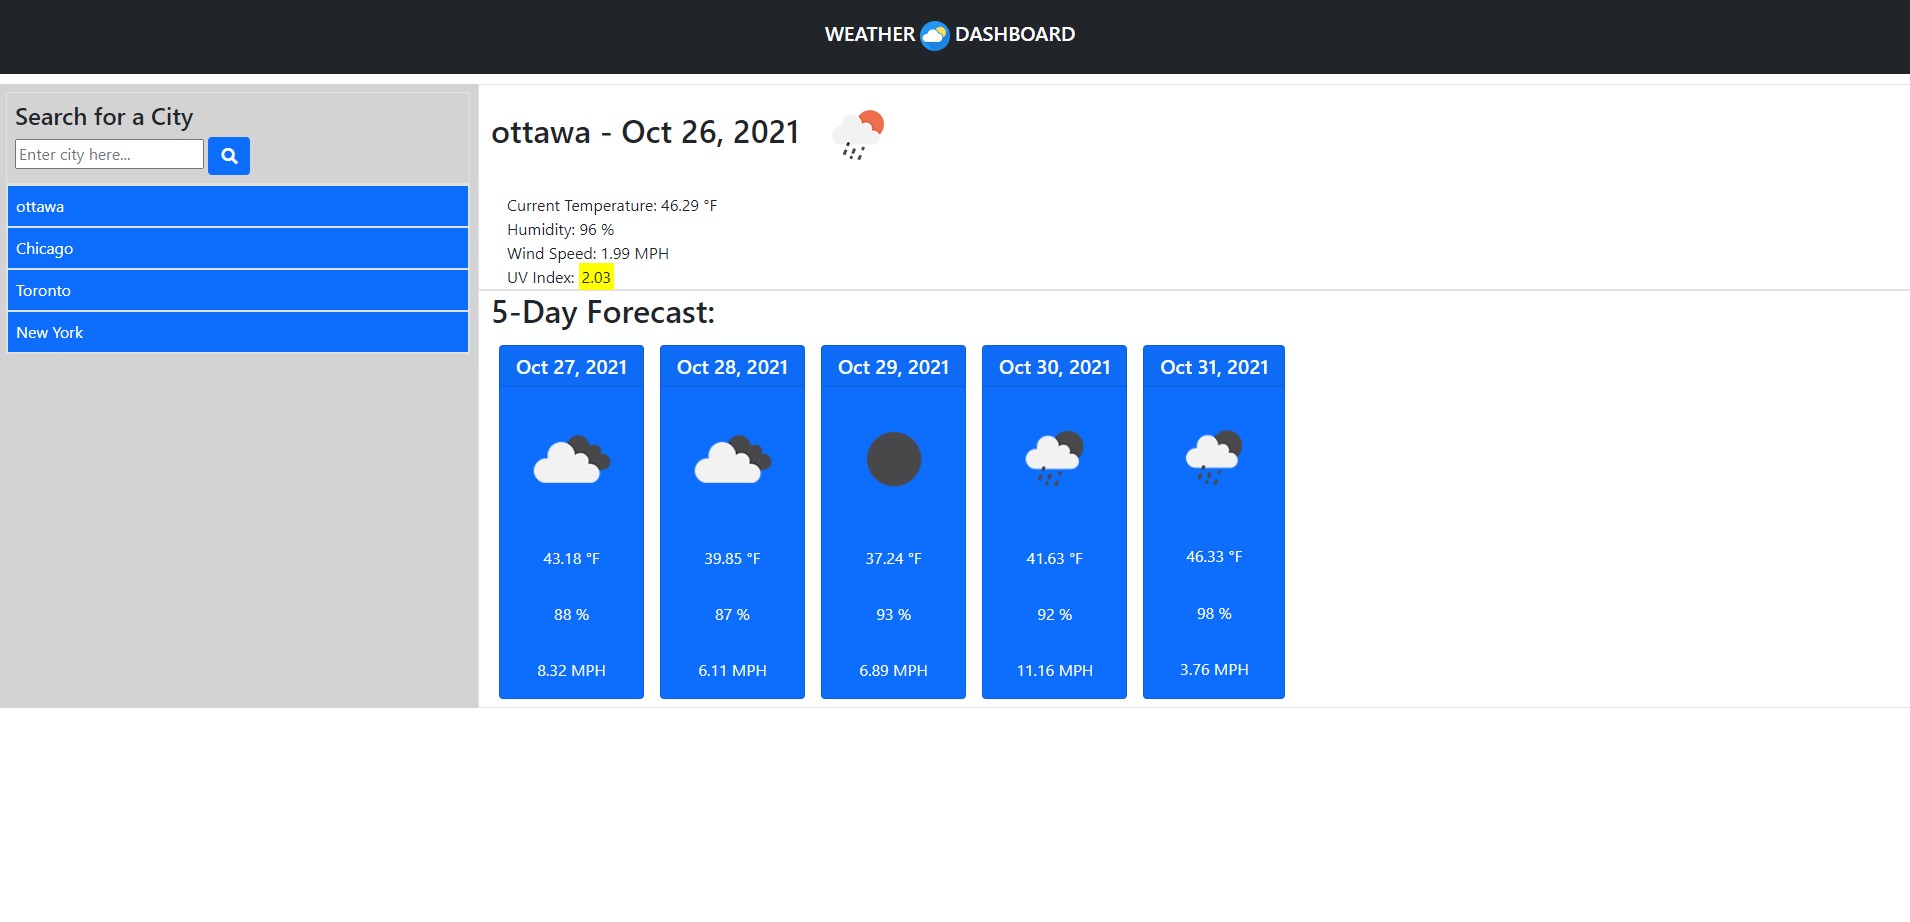 WEATHER DASHBOARD
Search for a City
Enter city here...
ottawa
Chicago
Toronto
New York
ottawa - Oct 26, 2021
Current Temperature: 46.29 °F
Humidity: 96 %
Wind Speed: 1.99 MPH
UV Index: 2.03
5-Day Forecast:
Oct 27, 2021
43.18 °F
88 %
8.32 MPH
Oct 28, 2021
39.85 °F
87 %
6.11 MPH
Oct 29, 2021
37.24 °F
93 %
6.89 MPH
Oct 30, 2021
41.63 °F
92 %
11.16 MPH
Oct 31, 2021
46.33 °F
98 %
3.76 MPH